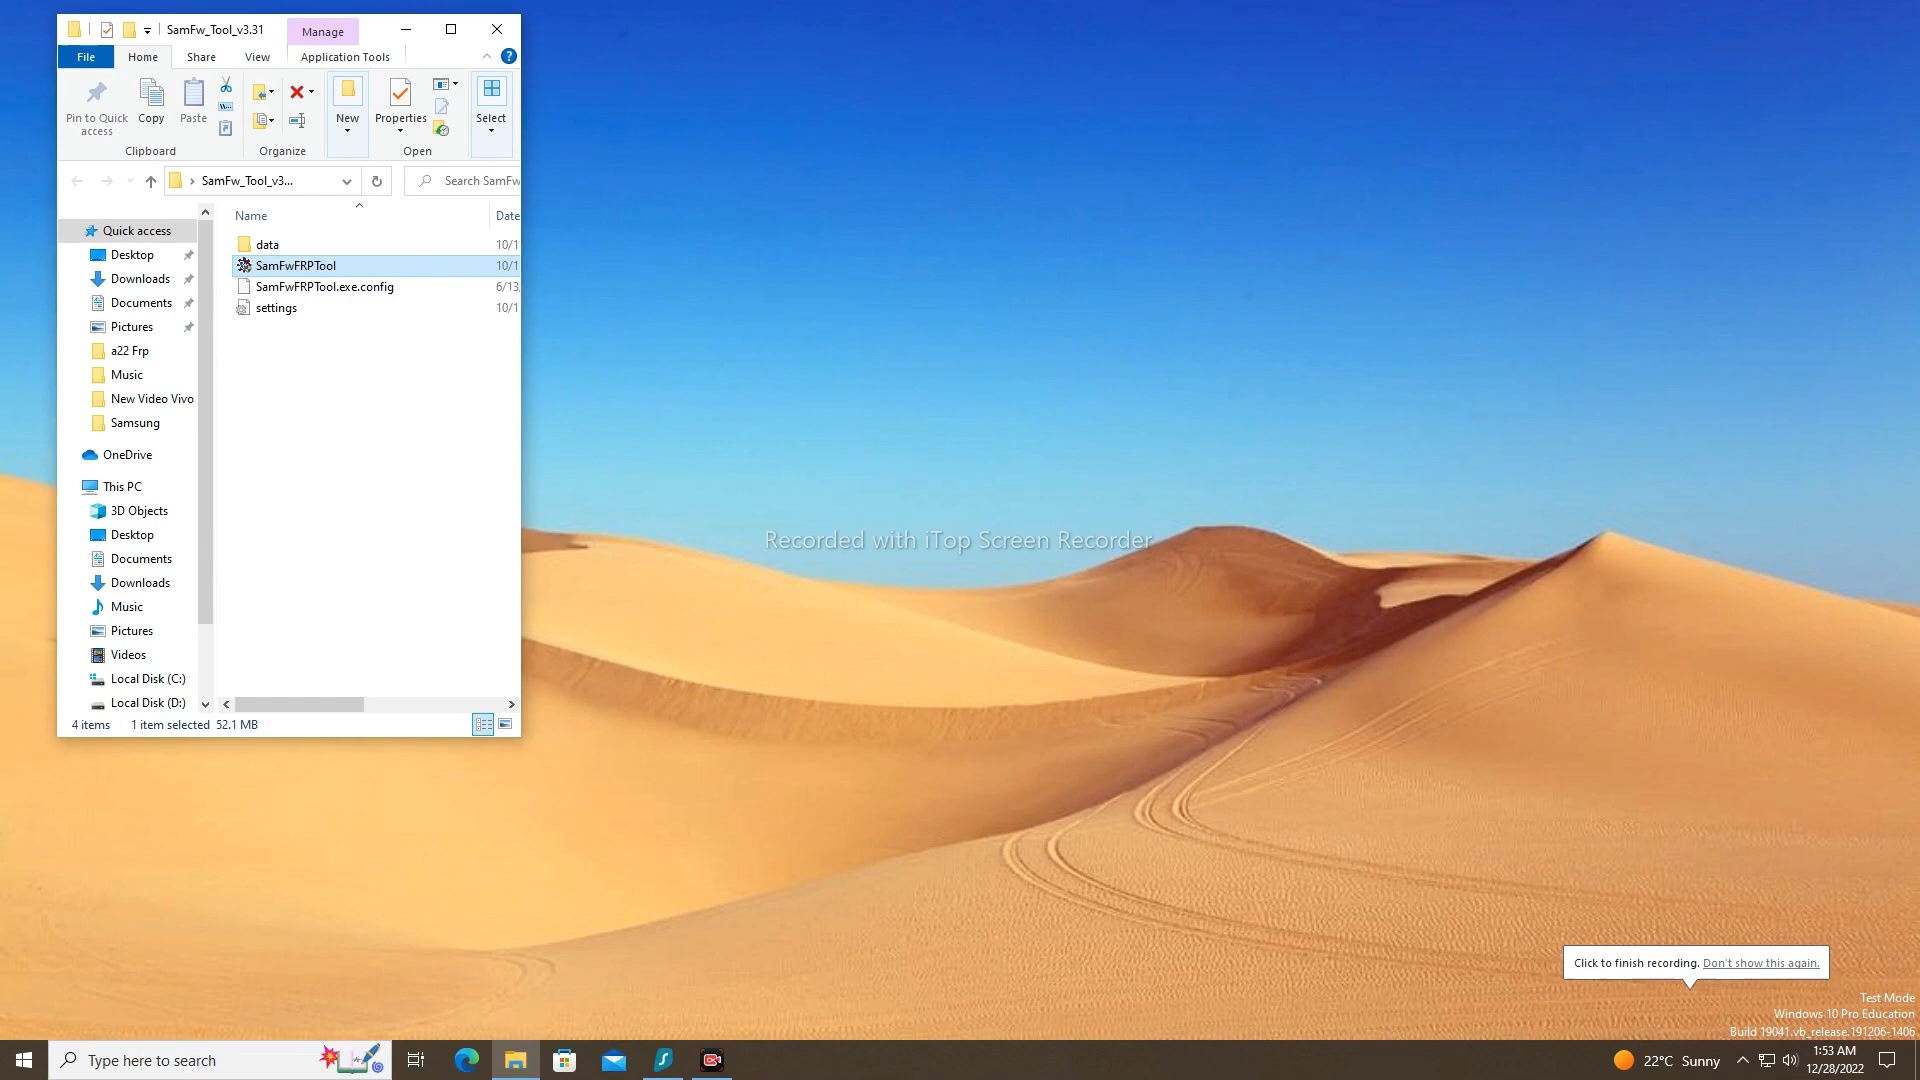 SamFw_Tool_v3.31
Manage
File
Home
Share
View
Application Tools
Pin to Quick
access
Copy
Paste
New
Properties
Select
Clipboard
Organize
Open
SamFw_Tool_v3...
Search SamFw
Name
Date
Quick access
Desktop
Downloads
Documents
Pictures
a22 Frp
Music
New Video Vivo
Samsung
OneDrive
This PC
3D Objects
Desktop
Documents
Downloads
Music
Pictures
Videos
Local Disk (C:)
Local Disk (D:)
data
10/1
SamFwFRPTool
10/1
SamFwFRPTool.exe.config
6/13,
settings
10/1
4 items
1 item selected 52.1 MB
Recorded with iTop Screen Recorder
Click to finish recording. Don't show this again.
Test Mode
Windows 10 Pro Education
Build 19041.vb_release.191206-1406
Type here to search
22°C Sunny
1:53 AM
12/28/2022